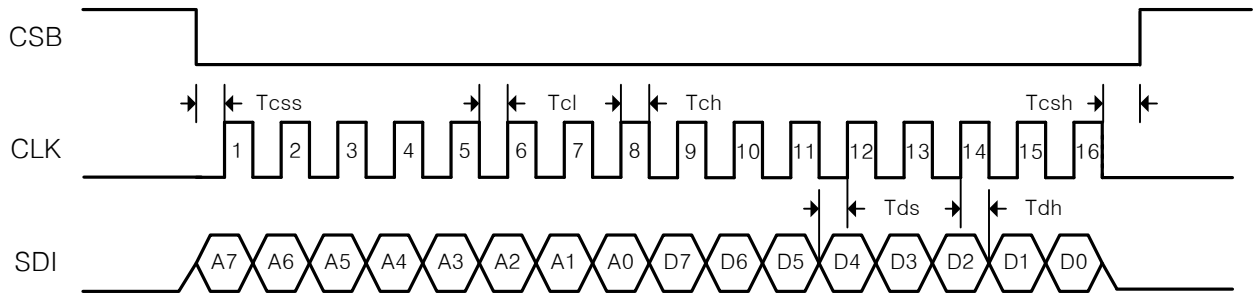 CSB
Tcss Tcl Tch Tcsh
CLK 1 2 3 4 5 6 7 8 9 10 11 12 13 14 15 16
Tds Tdh
SDI A7 A6 A5 A4 A3 A2 A1 A0 D7 D6 D5 D4 D3 D2 D1 D0